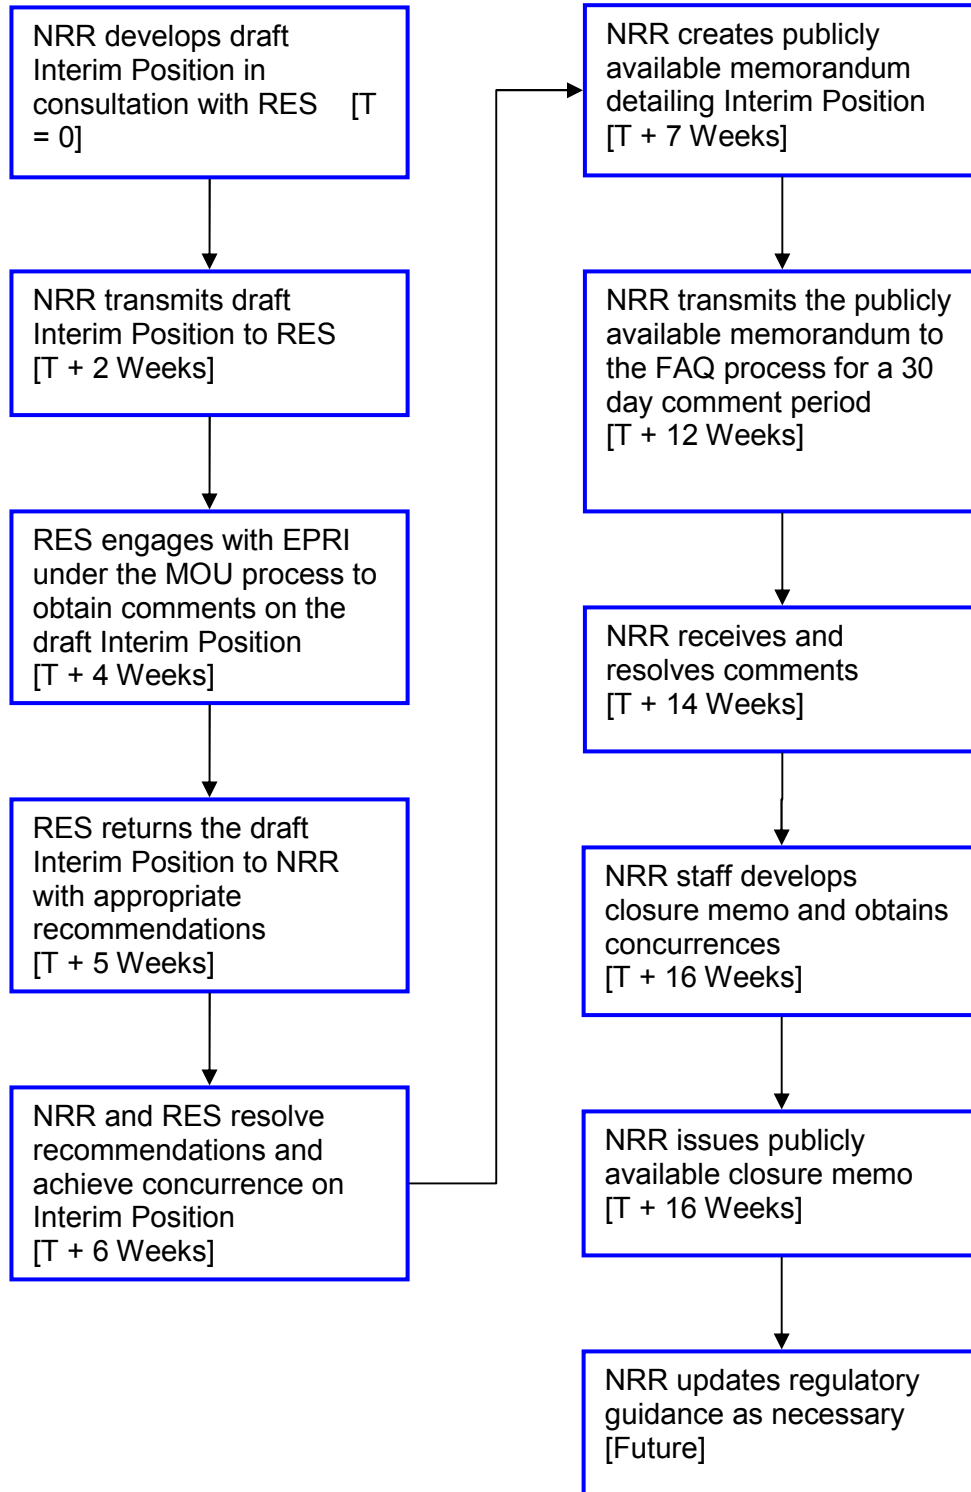 NRR develops draft
Interim Position in
consultation with RES [T
= 0]
NRR transmits draft
Interim Position to RES
[T + 2 Weeks]
RES engages with EPRI
under the MOU process to
obtain comments on the
draft Interim Position
[T + 4 Weeks]
RES returns the draft
Interim Position to NRR
with appropriate
recommendations
[T + 5 Weeks]
NRR and RES resolve
recommendations and
achieve concurrence on
Interim Position
[T + 6 Weeks]
NRR creates publicly
available memorandum
detailing Interim Position
[T + 7 Weeks]
NRR transmits the publicly
available memorandum to
the FAQ process for a 30
day comment period
[T + 12 Weeks]
NRR receives and
resolves comments
[T + 14 Weeks]
NRR staff develops
closure memo and obtains
concurrences
[T + 16 Weeks]
NRR issues publicly
available closure memo
[T + 16 Weeks]
NRR updates regulatory
guidance as necessary
[Future]